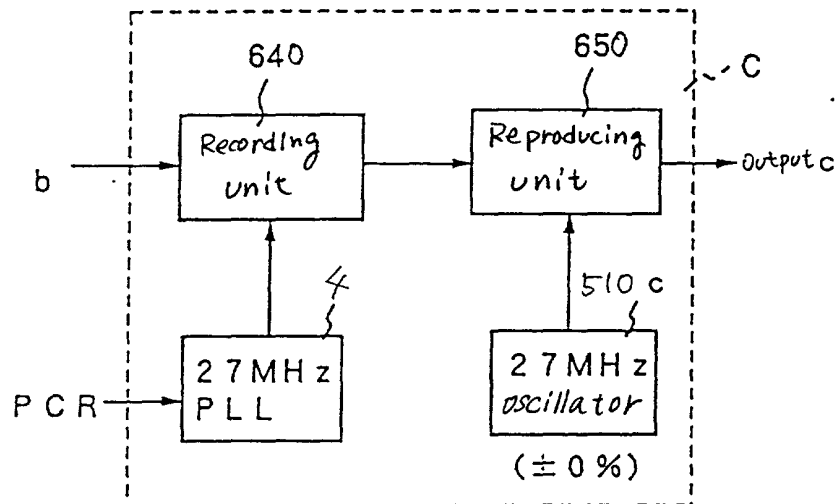 640
650
C
Recording
unit
Reproducing
unit
b
Output c
4
510 c
27MHz
PLL
27MHz
oscillator
PCR
(±0%)